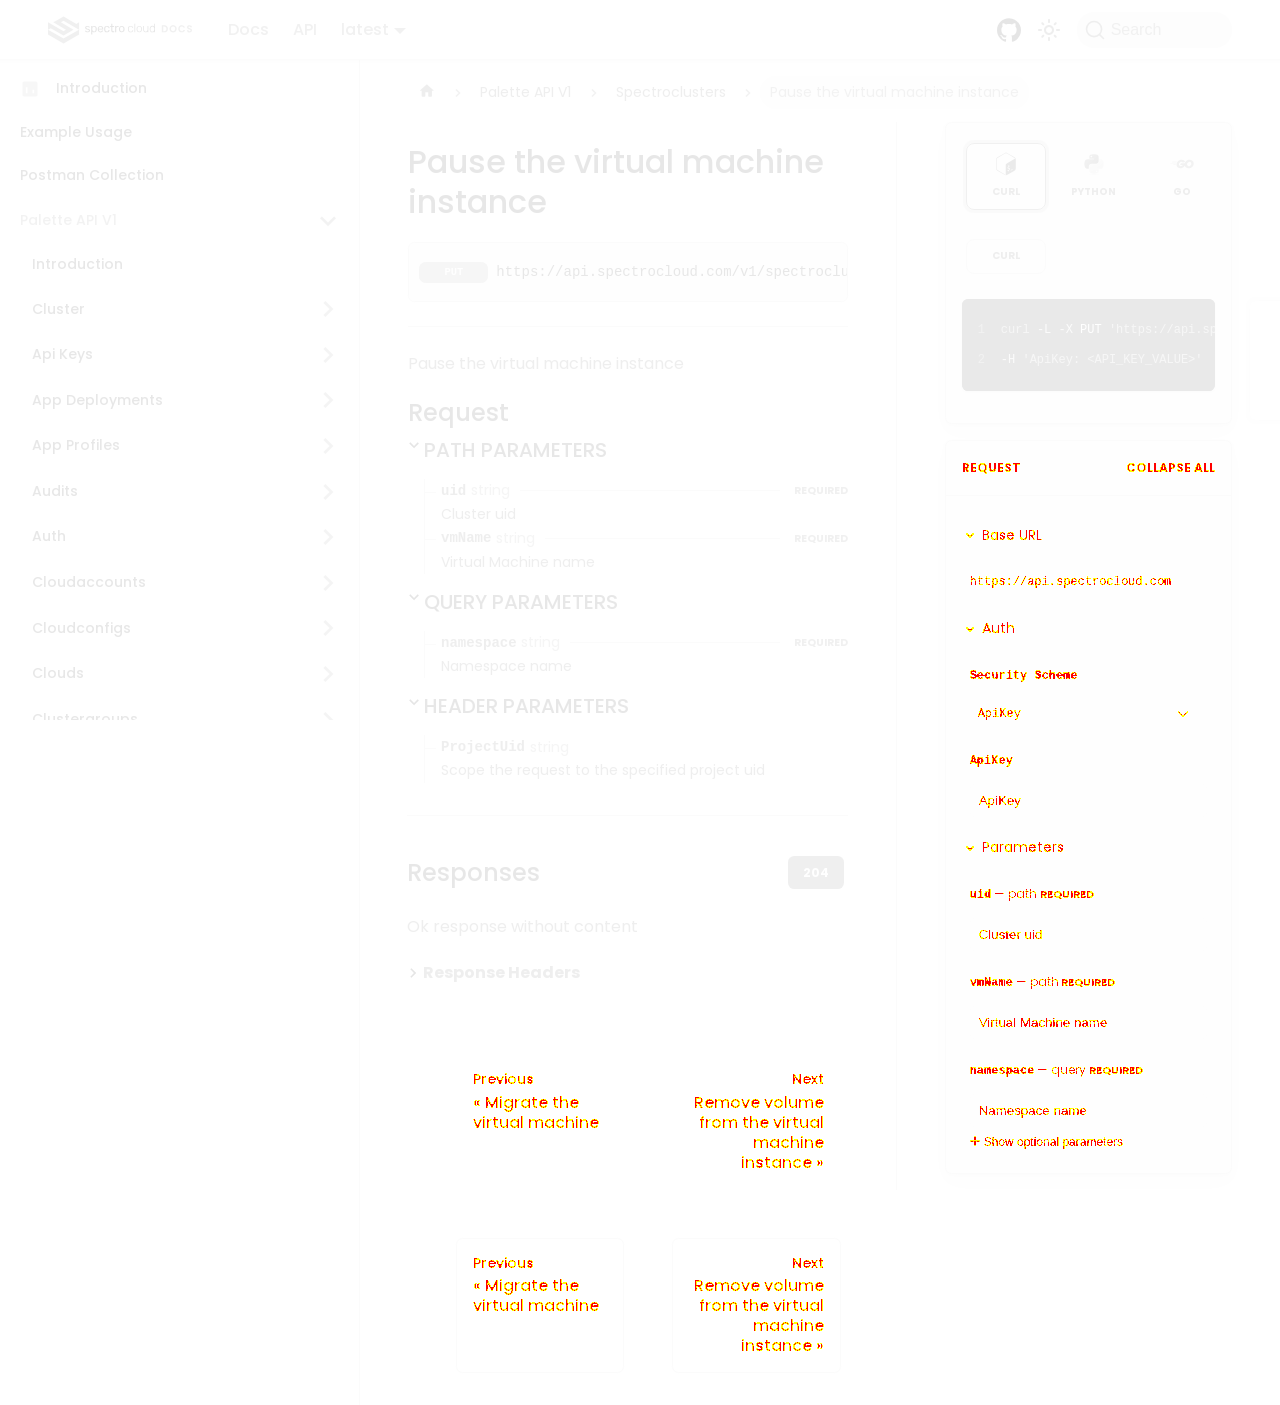 spectro cloud DOCS
Docs
API
latest
Search
Introduction
Example Usage
Postman Collection
Palette API V1
Introduction
Cluster
Api Keys
App Deployments
App Profiles
Audits
Auth
Cloudaccounts
Cloudconfigs
Clouds
Clustergroups
Palette API V1
Spectroclusters
Pause the virtual machine instance
Pause the virtual machine
instance
PUT https://api.spectrocloud.com/v1/spectroclu
Pause the virtual machine instance
Request
PATH PARAMETERS
uid string REQUIRED
Cluster uid
vmName string REQUIRED
Virtual Machine name
QUERY PARAMETERS
namespace string REQUIRED
Namespace name
HEADER PARAMETERS
ProjectUid string
Scope the request to the specified project uid
Responses
204
Ok response without content
Response Headers
Previous
« Migrate the
virtual machine
Next
Remove volume
from the virtual
machine
instance »
Previous
« Migrate the
virtual machine
Next
Remove volume
from the virtual
machine
instance »
CURL
PYTHON
GO
CURL
1 curl -L -X PUT 'https://api.sp
2 -H 'ApiKey: <API_KEY_VALUE>'
REQUEST
COLLAPSE ALL
Base URL
https://api.spectrocloud.com
Auth
Security Scheme
ApiKey
ApiKey
ApiKey
Parameters
uid — path REQUIRED
Cluster uid
vmName — path REQUIRED
Virtual Machine name
namespace — query REQUIRED
Namespace name
Show optional parameters